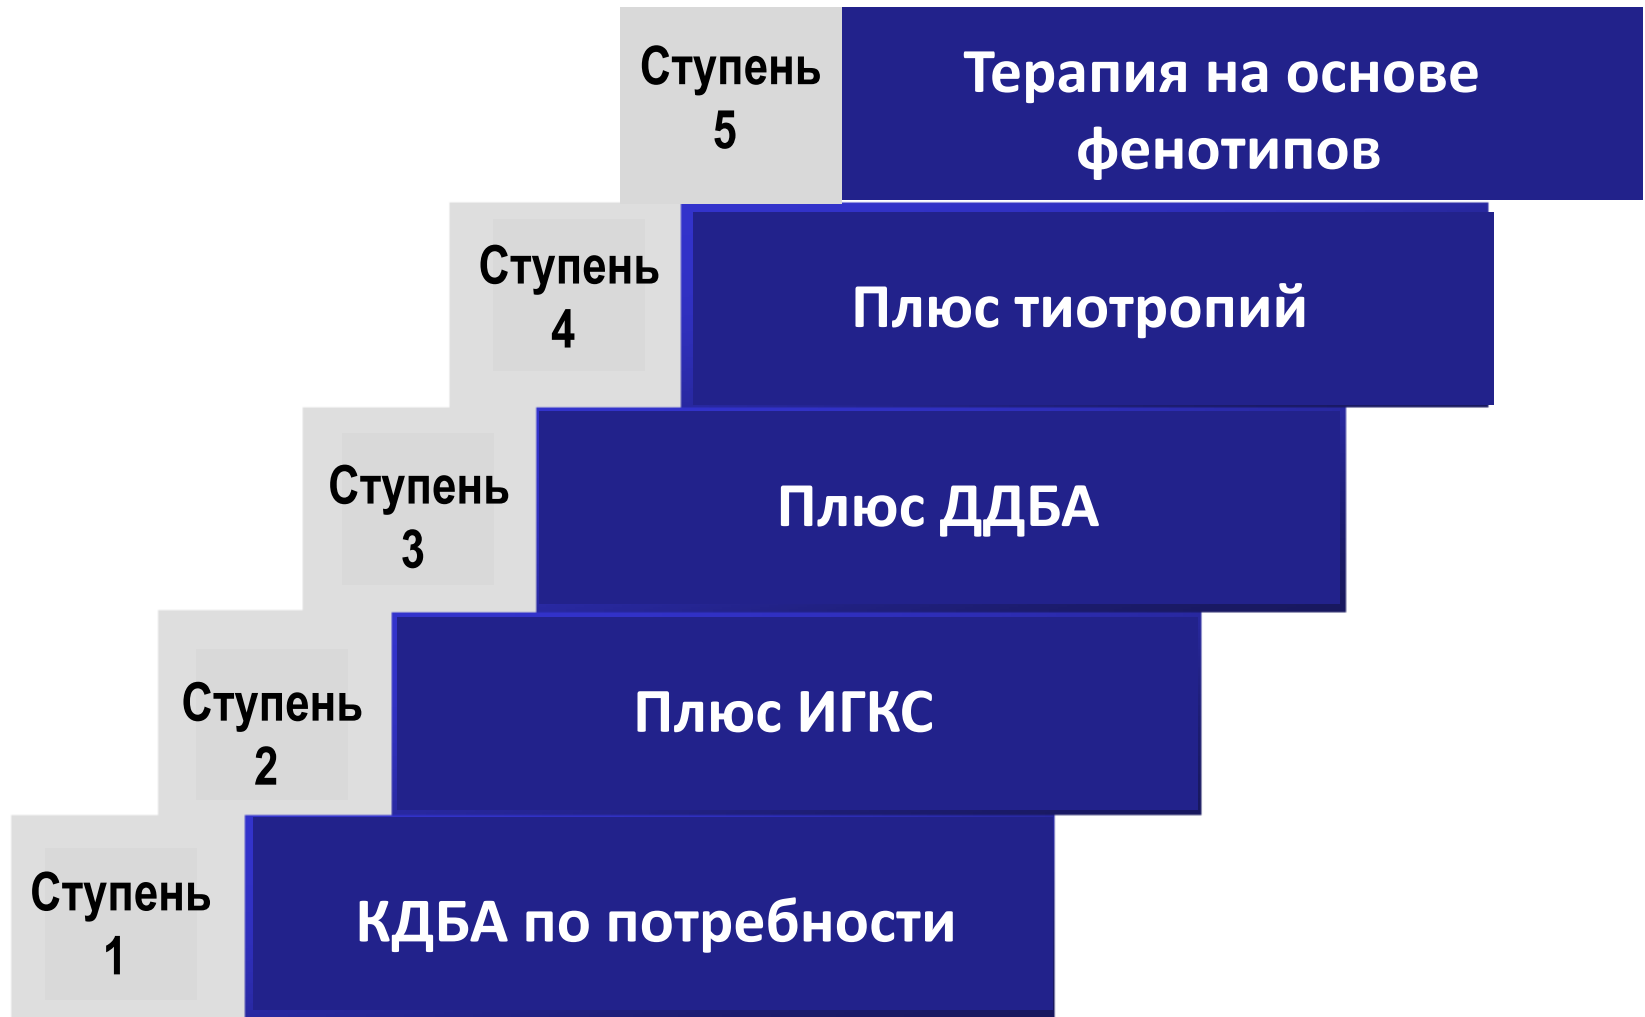 Ступень
5
Терапия на основе
фенотипов
Ступень
4
Плюс тиотропий
Ступень
3
Плюс ДДБА
Ступень
2
Плюс ИГКС
Ступень
1
КДБА по потребности